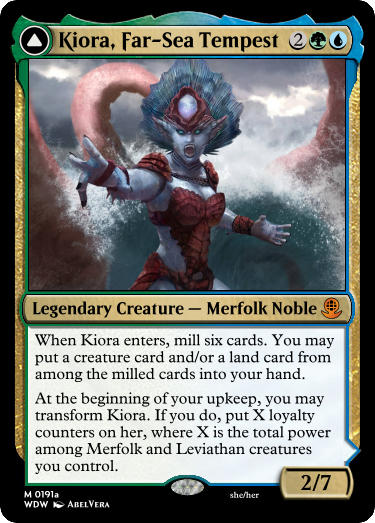 Kiora, Far-Sea Tempest 2
Legendary Creature — Merfolk Noble
When Kiora enters, mill six cards. You may
put a creature card and/or a land card from
among the milled cards into your hand.
At the beginning of your upkeep, you may
transform Kiora. If you do, put X loyalty
counters on her, where X is the total power
among Merfolk and Leviathan creatures
you control.
2/7
M 0191a
WDW AbelVera
she/her